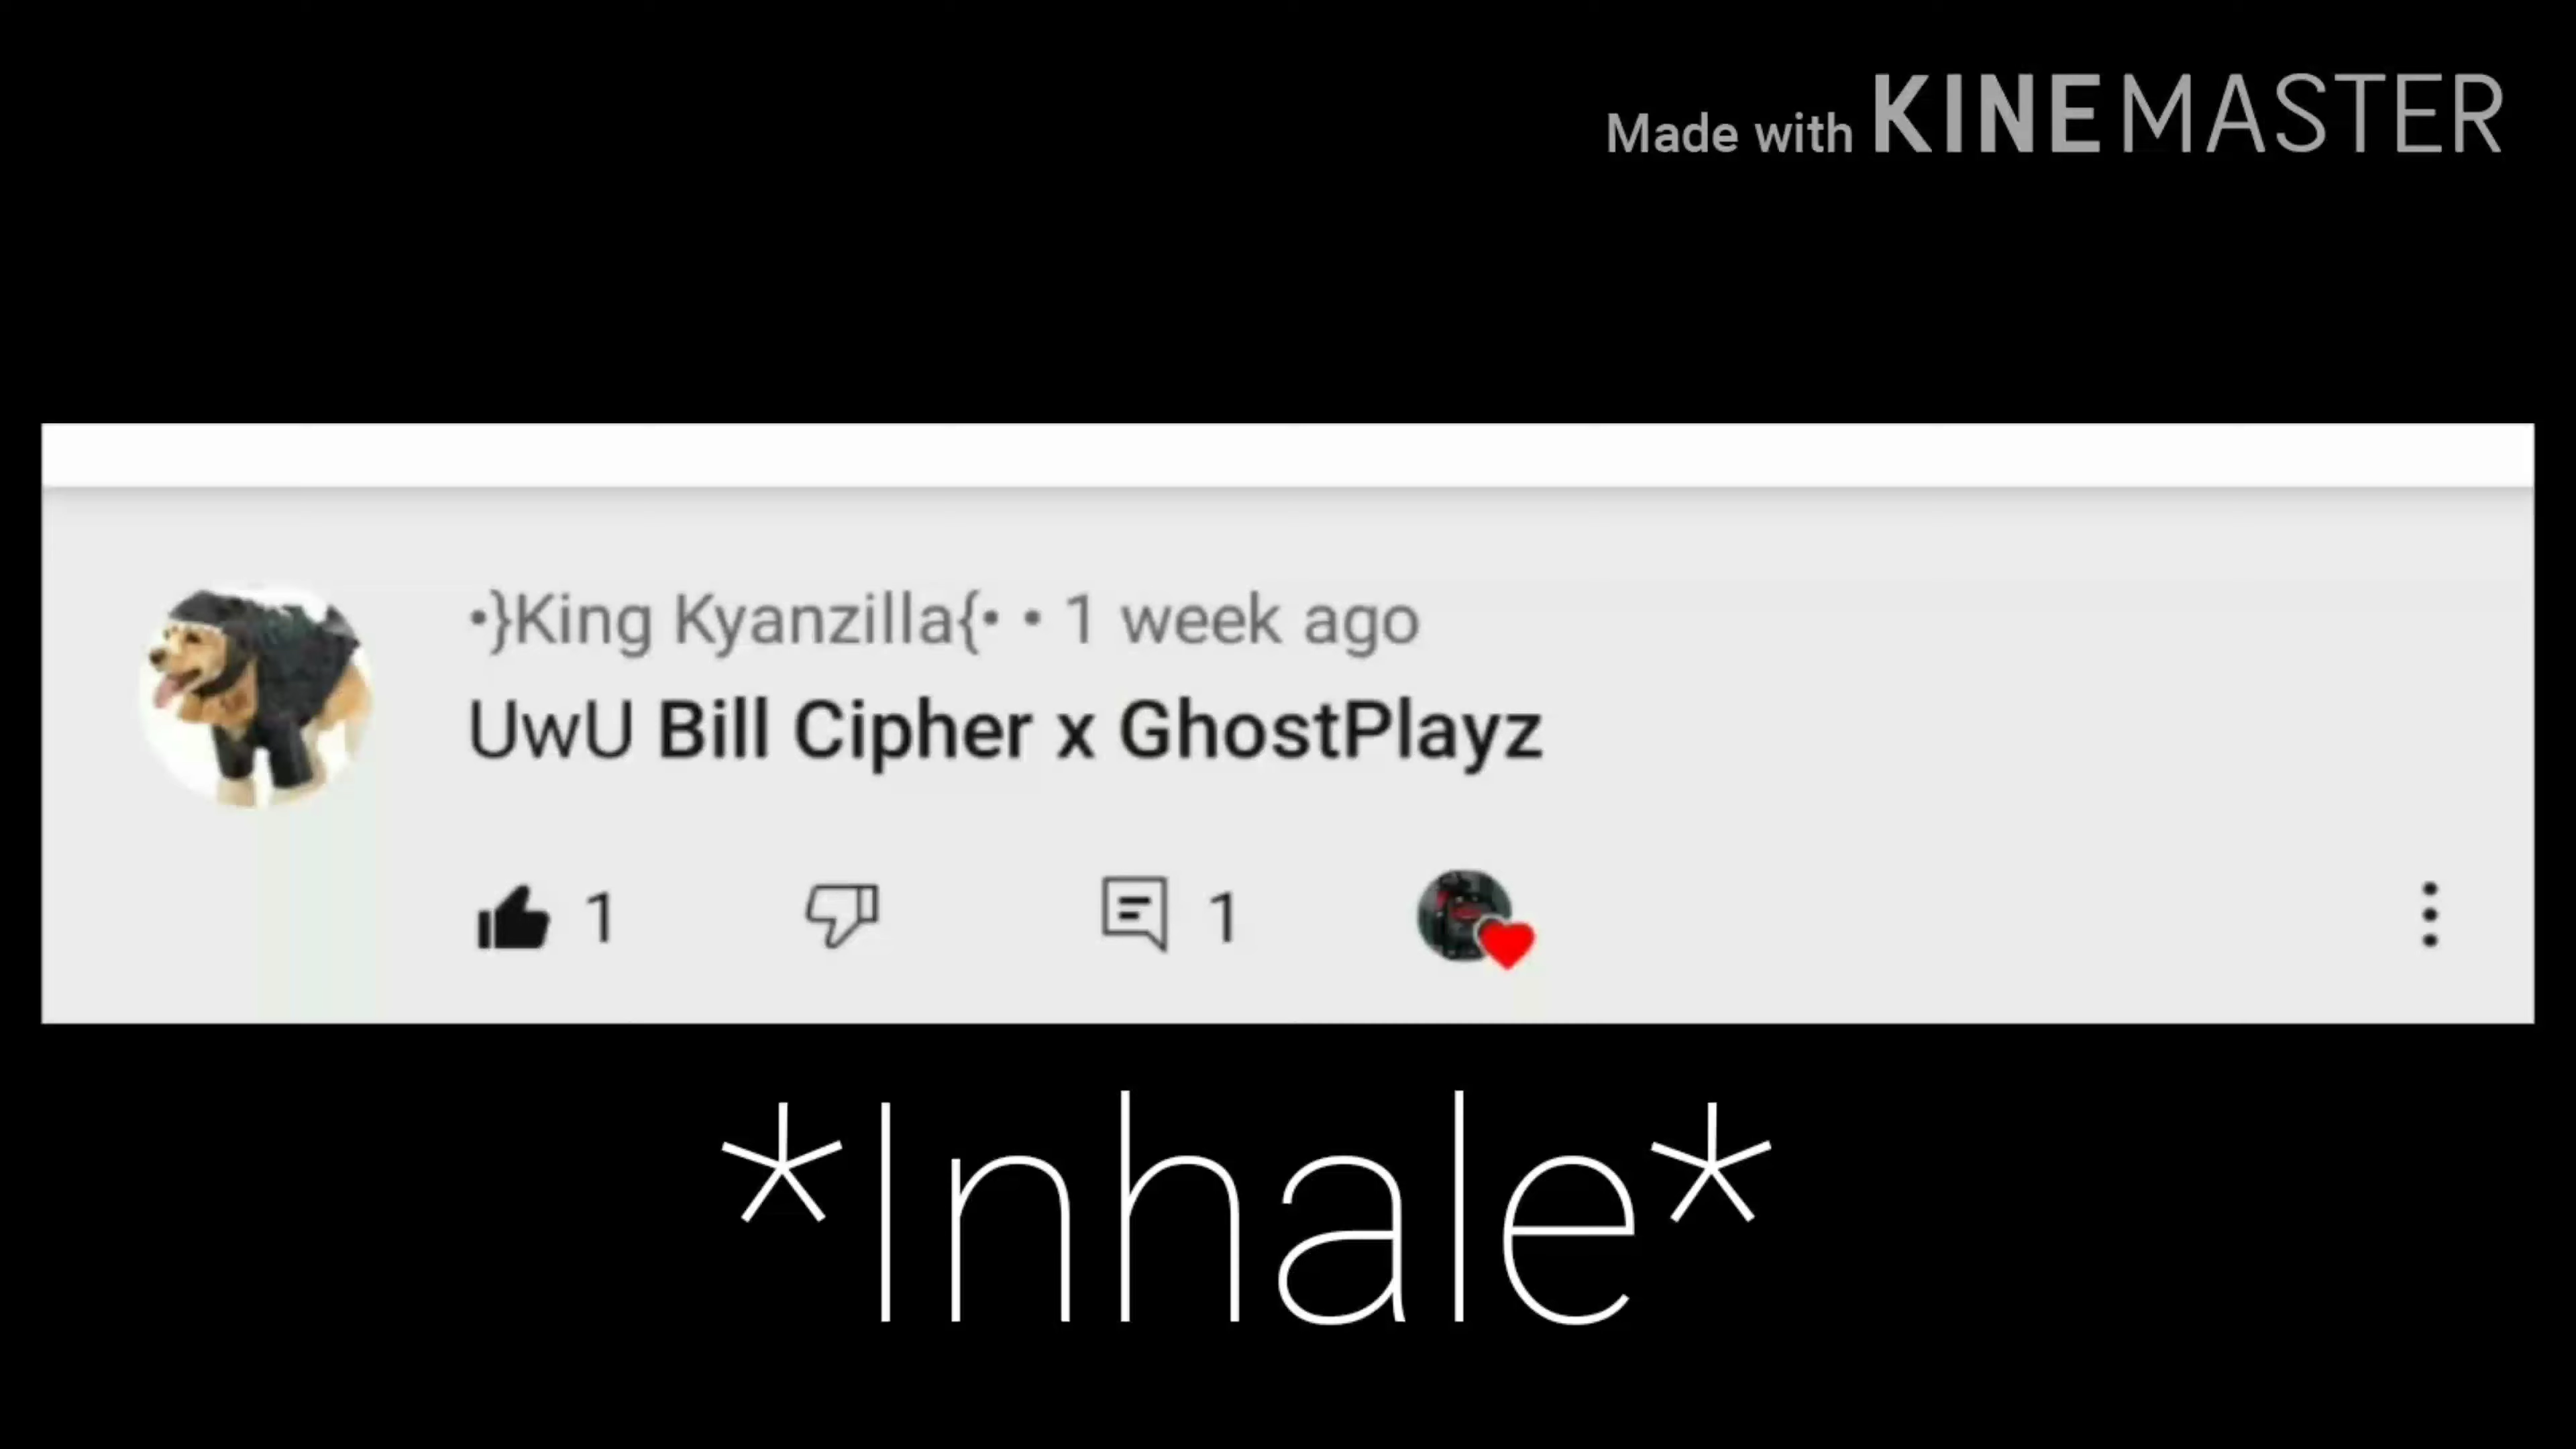 Made with KINEMASTER
•}King Kyanzilla{• • 1 week ago
UwU Bill Cipher x GhostPlayz
1 1
*Inhale*